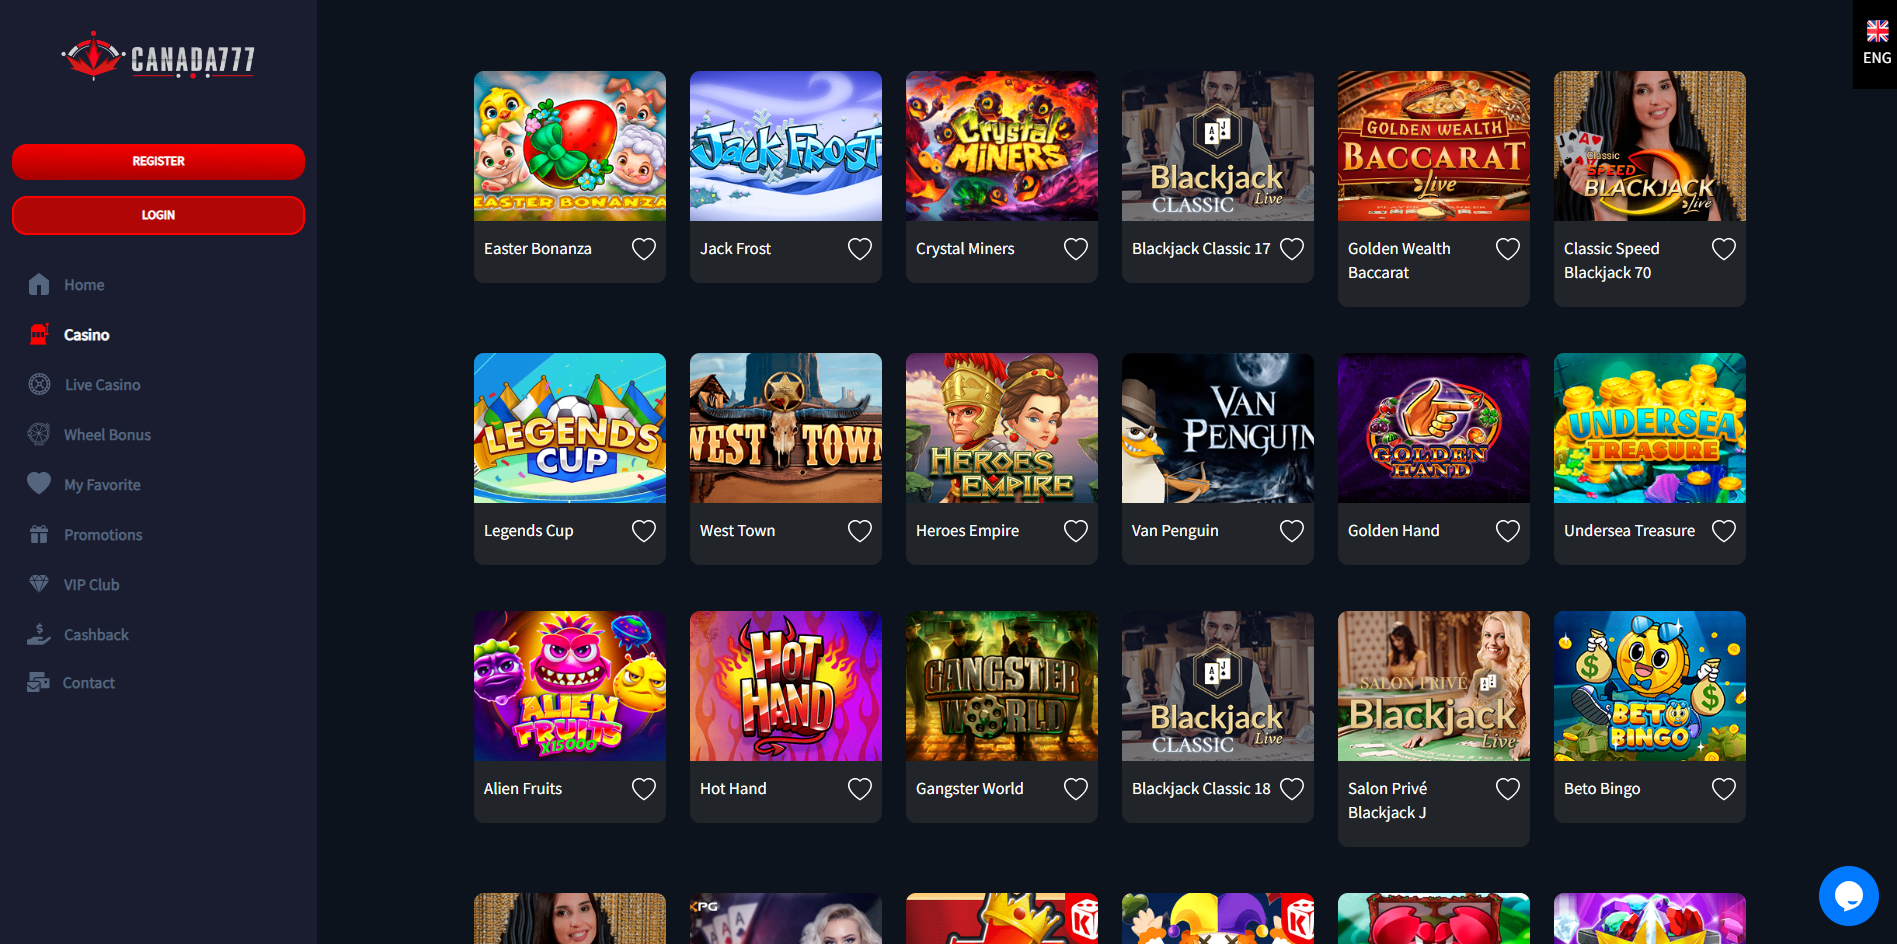 CANADA777
REGISTER
LOGIN
Home
Casino
Live Casino
Wheel Bonus
My Favorite
Promotions
VIP Club
Cashback
Contact
ENG
EASTER BONANZA
Easter Bonanza
JACK FROST
Jack Frost
Crystal
MINERS
Crystal Miners
Blackjack
CLASSIC Live
Blackjack Classic 17
GOLDEN WEALTH
BACCARAT
Live
Golden Wealth
Baccarat
Classic
SPEED
BLACKJACK
Live
Classic Speed
Blackjack 70
LEGENDS
CUP
Legends Cup
WEST TOWN
West Town
HEROES
EMPIRE
Heroes Empire
VAN
PENGUIN
Van Penguin
GOLDEN
HAND
Golden Hand
UNDERSEA
TREASURE
Undersea Treasure
ALIEN
FRUITS
X15000
Alien Fruits
HOT
HAND
Hot Hand
GANGSTER
WORLD
Gangster World
Blackjack
CLASSIC Live
Blackjack Classic 18
SALON PRIVÉ
Blackjack
Live
Salon Privé
Blackjack J
BETO
BINGO
Beto Bingo
XPG